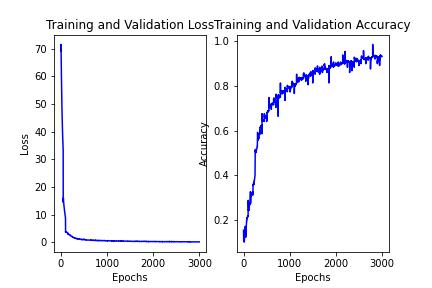 Training and Validation Loss
70
60
50
40
30
20
10
0
Loss
0 1000 2000 3000
Epochs
Training and Validation Accuracy
1.0
0.8
0.6
0.4
0.2
Accuracy
0 1000 2000 3000
Epochs